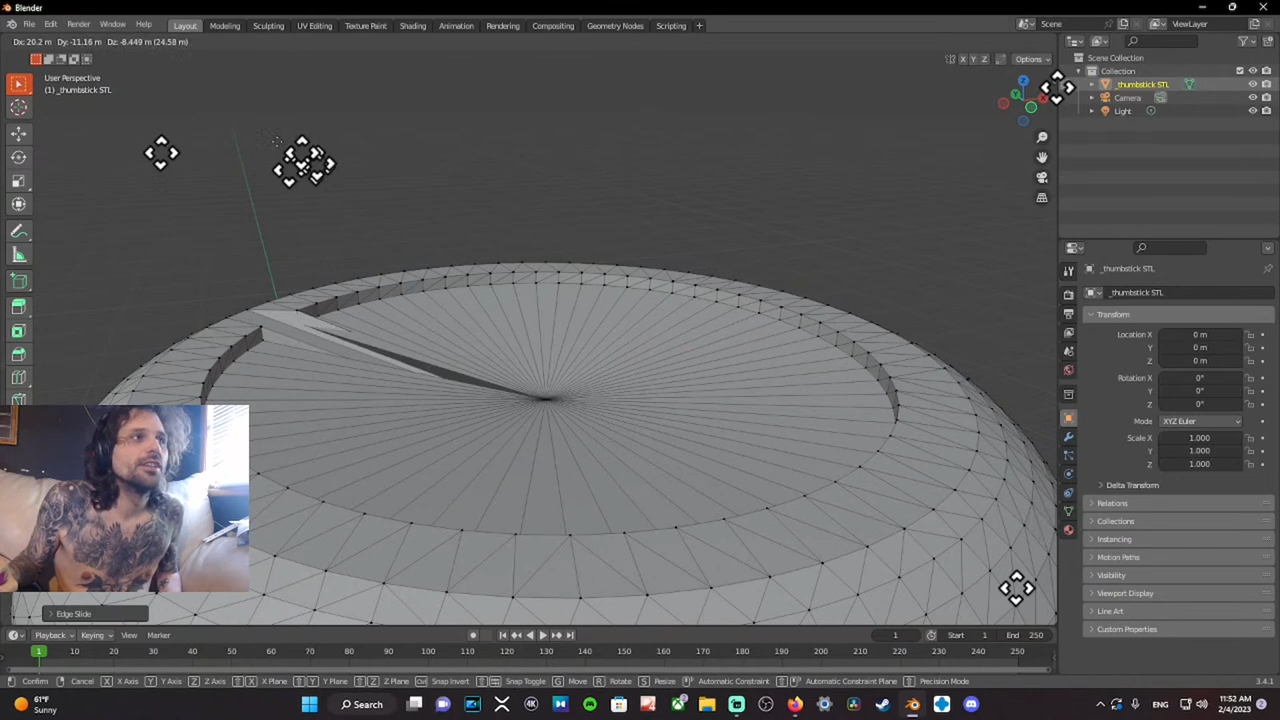 Blender
File Edit Render Window Help Layout Modeling Sculpting UV Editing Texture Paint Shading Animation Rendering Compositing Geometry Nodes Scripting + Scene ViewLayer
Dx: 20.2 m Dy: -11.16 m Dz: -8.449 m (24.58 m)
X Y Z Options
User Perspective
(1) _thumbstick STL
Scene Collection
Collection
_thumbstick STL
Camera
Light
_thumbstick STL
_thumbstick STL
Transform
Location X 0 m
Y 0 m
Z 0 m
Rotation X 0°
Y 0°
Z 0°
Mode XYZ Euler
Scale X 1.000
Y 1.000
Z 1.000
Delta Transform
Relations
Collections
Instancing
Motion Paths
Visibility
Viewport Display
Line Art
Custom Properties
Edge Slide
Playback Keying View Marker 1 Start 1 End 250
1 10 20 30 40 50 60 70 80 90 100 110 120 130 140 150 160 170 180 190 200 210 220 230 240 250
Confirm Cancel X X Axis Y Y Axis Z Z Axis X X Plane Y Y Plane Z Z Plane Snap Invert Snap Toggle G Move R Rotate S Resize Automatic Constraint Automatic Constraint Plane Precision Mode 3.4.1
61°F
Sunny
Search
4K
ENG
11:52 AM
2/4/2023